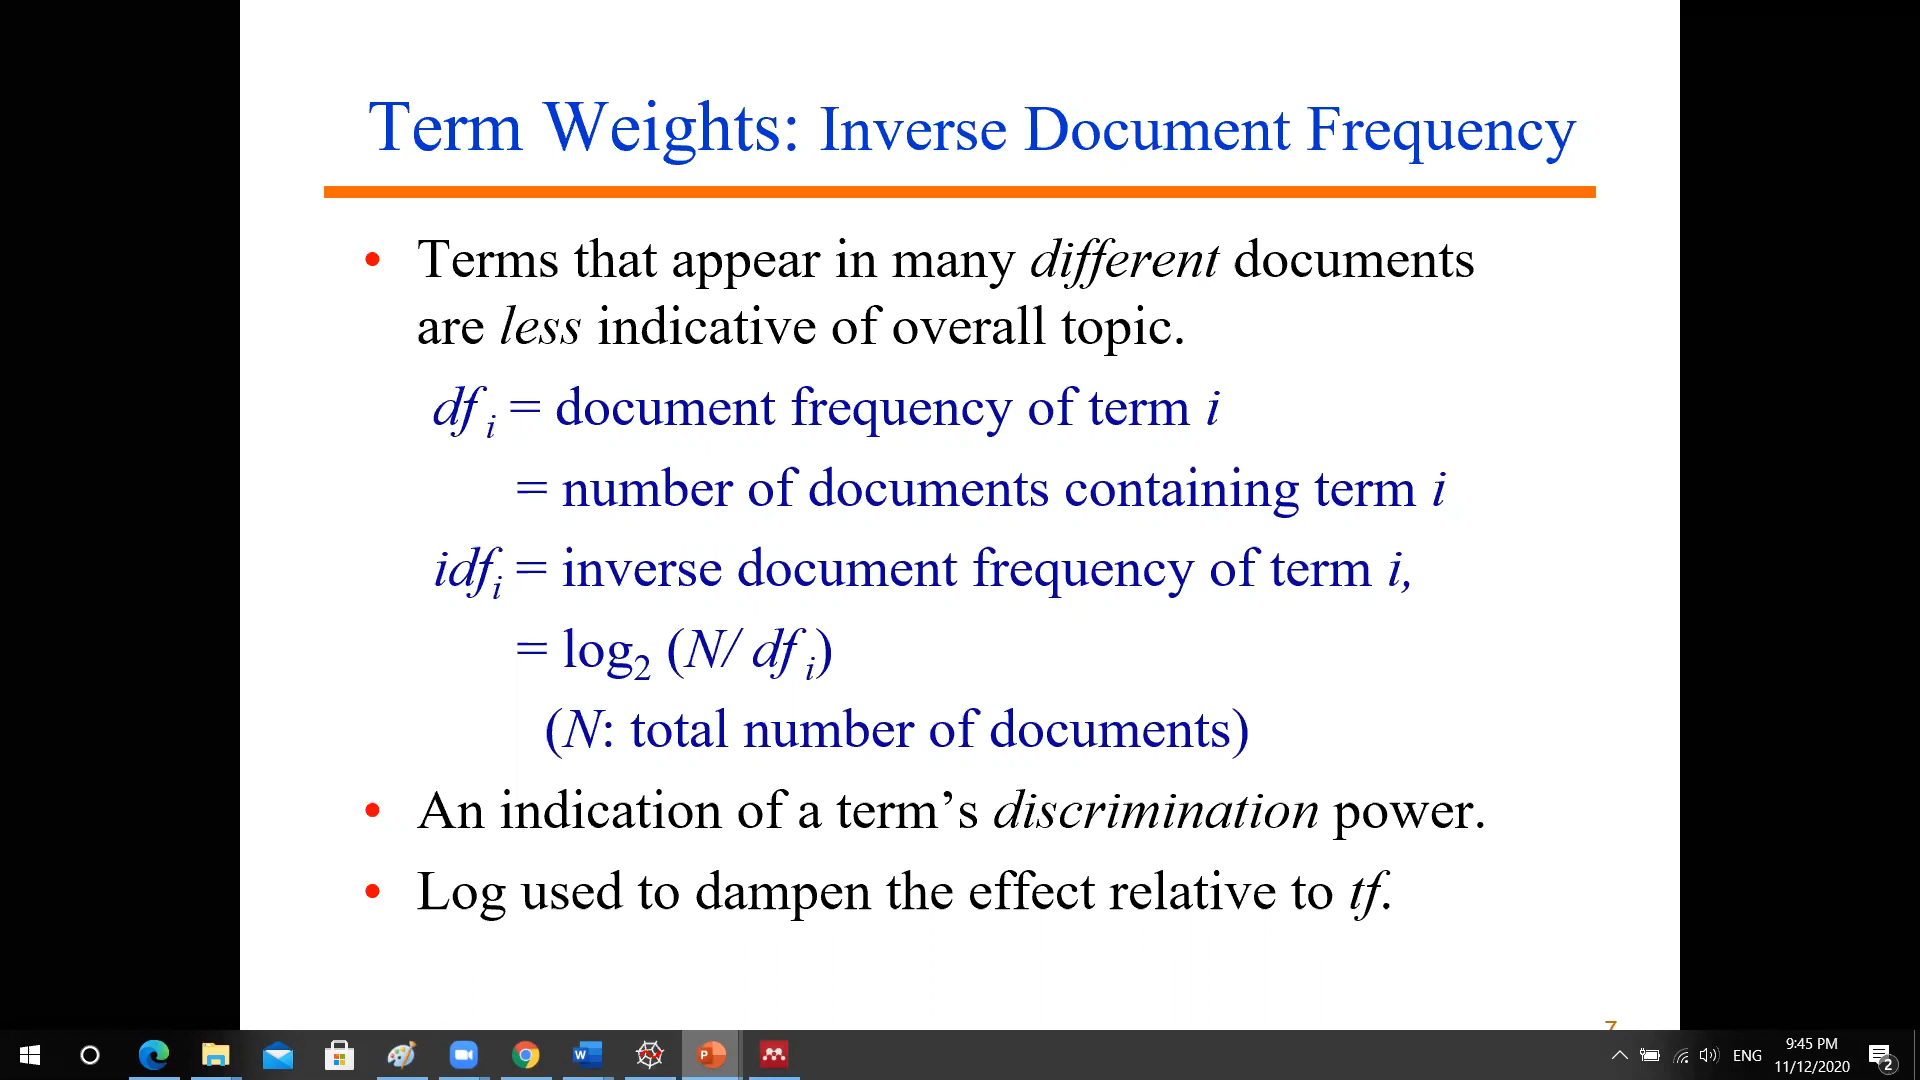 Term Weights: Inverse Document Frequency
• Terms that appear in many different documents
are less indicative of overall topic.
df i = document frequency of term i
= number of documents containing term i
idfi = inverse document frequency of term i,
= log2 (N/ df i)
(N: total number of documents)
• An indication of a term’s discrimination power.
• Log used to dampen the effect relative to tf.
7
W
P
ENG
9:45 PM
11/12/2020
2